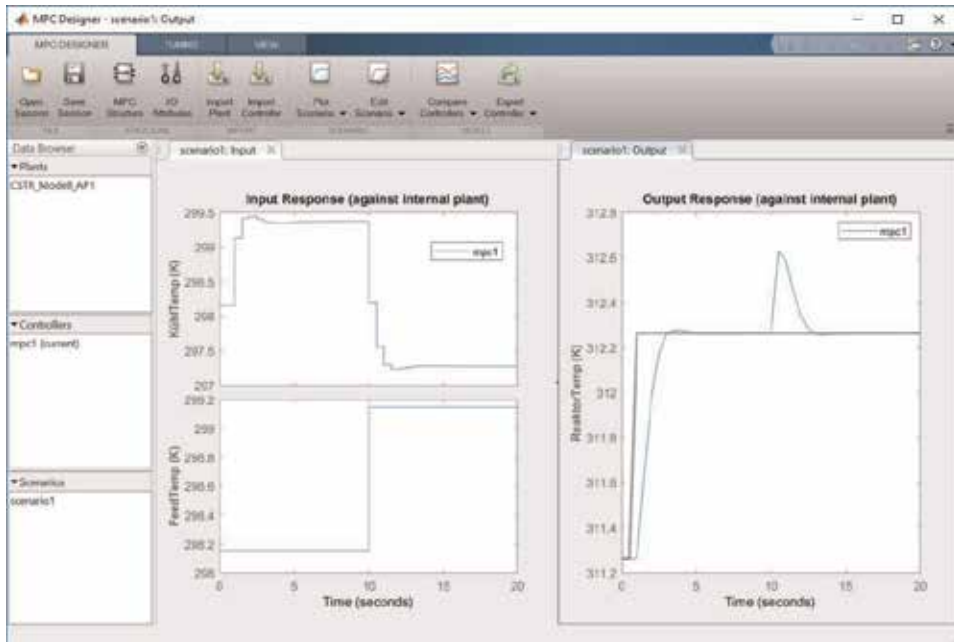 MPC Designer - scenario1: Output
MPC DESIGNER
TUNING
VIEW
Open Session
Save Session
MPC Structure
I/O Attributes
Import Plant
Import Controller
Plot Scenario
Edit Scenario
Compare Controllers
Export Controller
FILE
STRUCTURE
IMPORT
SCENARIO
RESULT
Data Browser
Plants
CSTR_Modell_AP1
Controllers
mpc1 (current)
Scenarios
scenario1
scenario1: Input
Input Response (against internal plant)
KühlTemp (K)
299.5
299
298.5
298
297.5
297
mpc1
FeedTemp (K)
299.2
299
298.8
298.6
298.4
298.2
298
0 5 10 15 20
Time (seconds)
scenario1: Output
Output Response (against internal plant)
ReaktorTemp (K)
312.8
312.6
312.4
312.2
312
311.8
311.6
311.4
311.2
mpc1
0 5 10 15 20
Time (seconds)